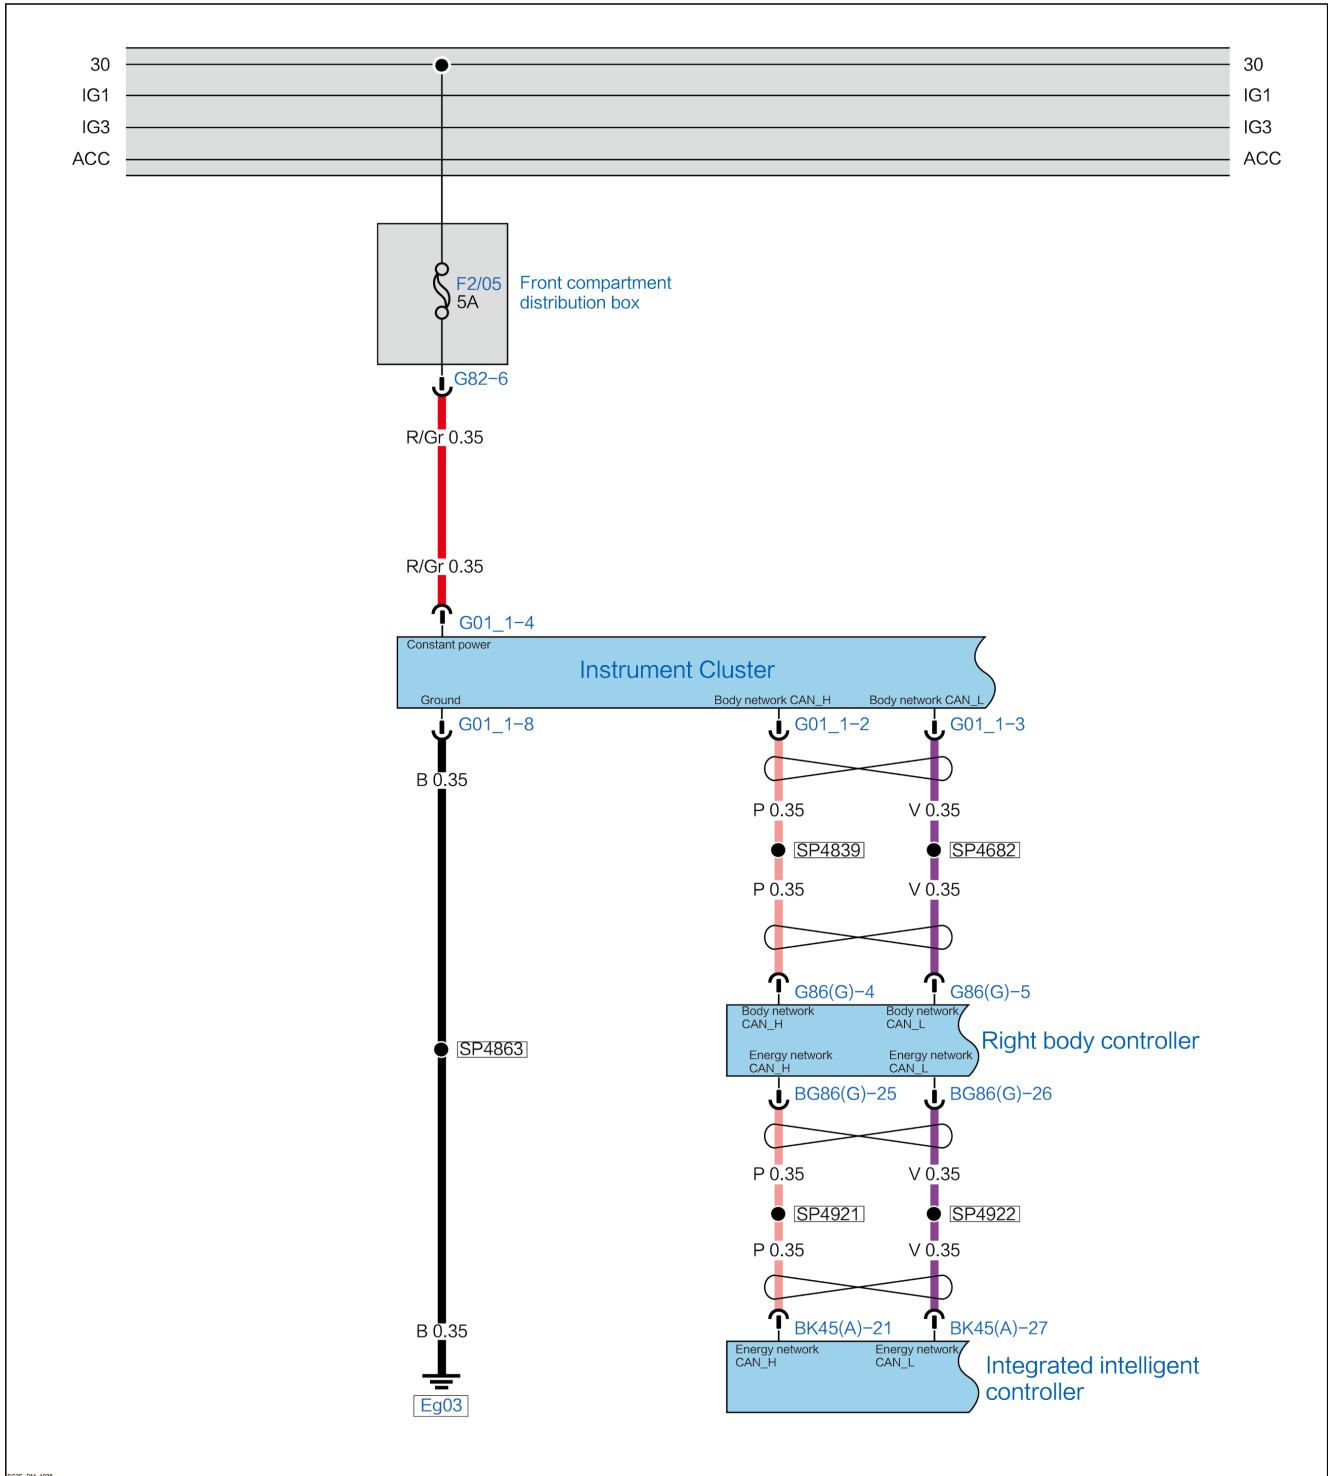 30 30
IG1 IG1
IG3 IG3
ACC ACC
F2/05
5A
Front compartment
distribution box
G82-6
R/Gr 0.35
R/Gr 0.35
G01_1-4
Constant power
Instrument Cluster
Ground
Body network CAN_H
Body network CAN_L
G01_1-8
G01_1-2
G01_1-3
B 0.35
P 0.35
V 0.35
SP4839
SP4682
P 0.35
V 0.35
G86(G)-4
G86(G)-5
Body network
CAN_H
Body network
CAN_L
Right body controller
Energy network
CAN_H
Energy network
CAN_L
SP4863
BG86(G)-25
BG86(G)-26
P 0.35
V 0.35
SP4921
SP4922
P 0.35
V 0.35
B 0.35
BK45(A)-21
BK45(A)-27
Energy network
CAN_H
Energy network
CAN_L
Integrated intelligent
controller
Eg03